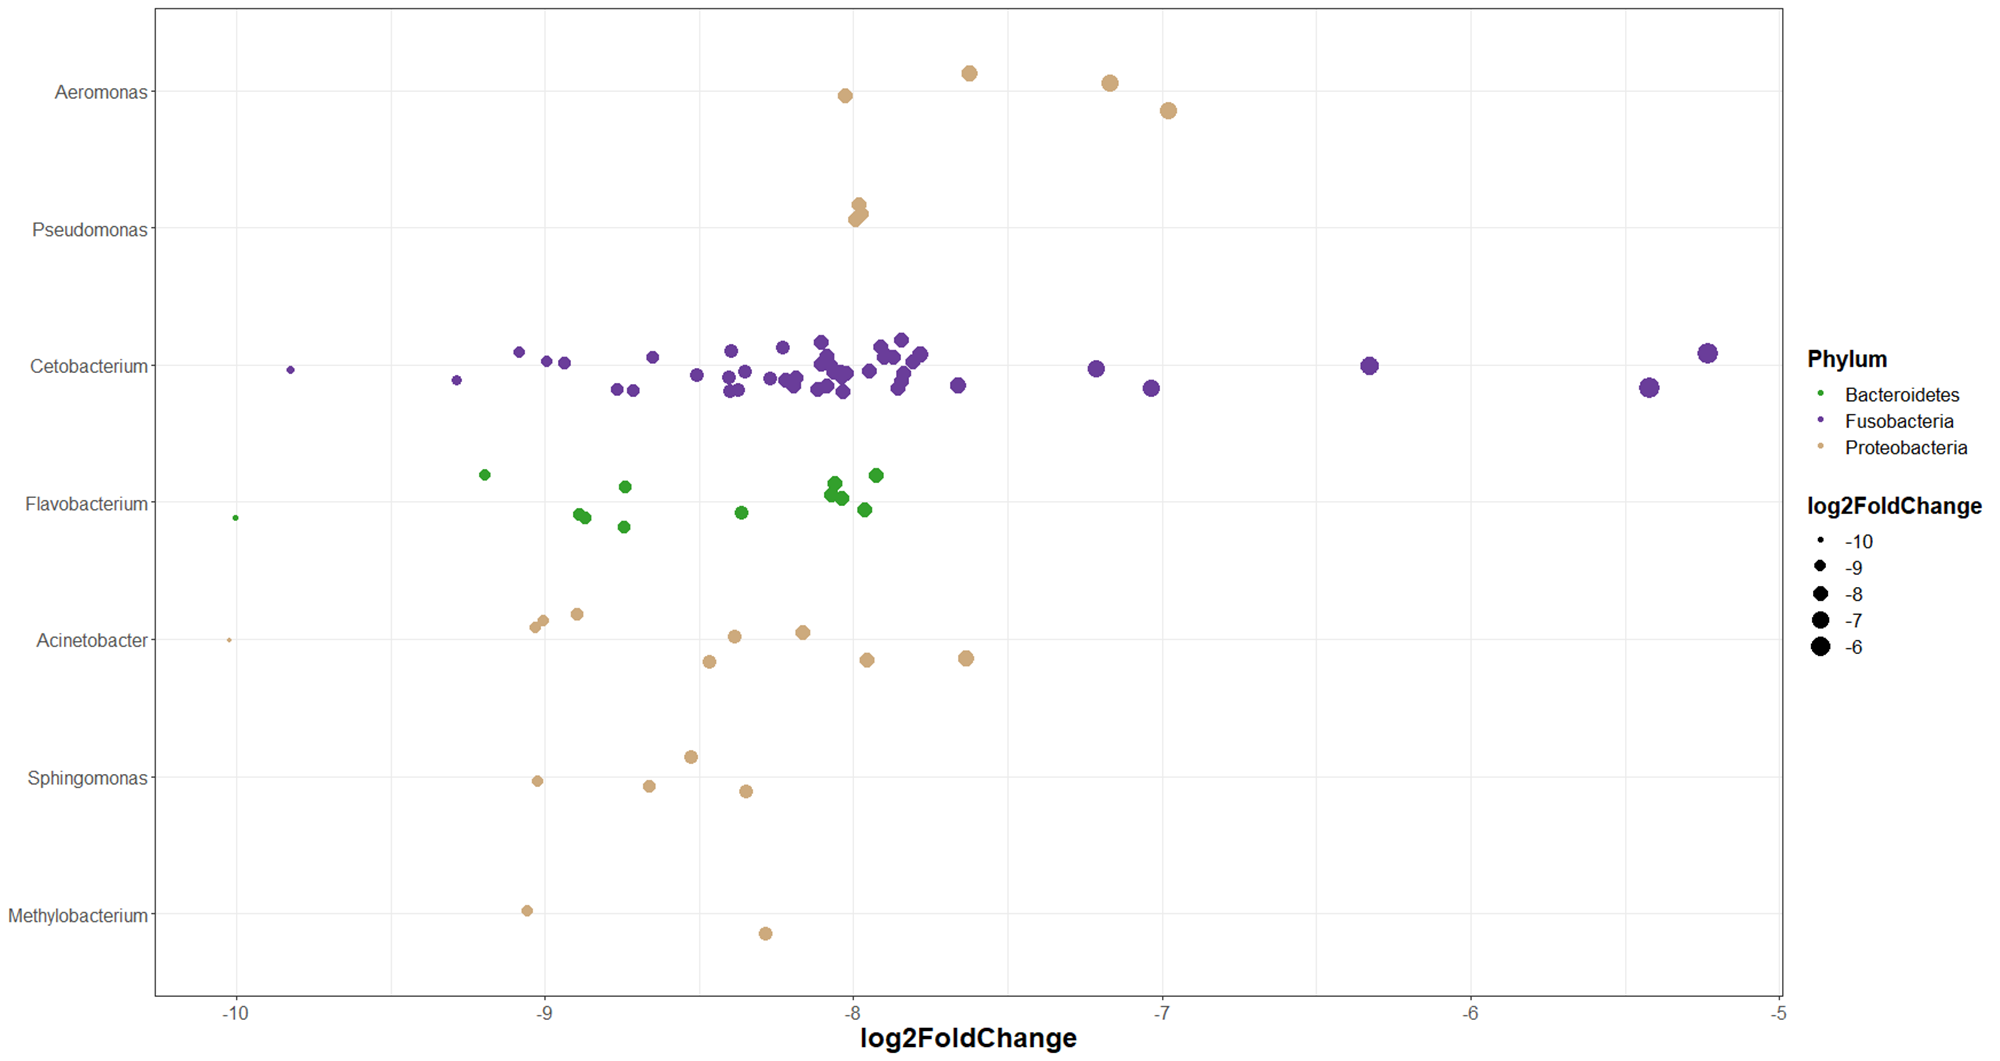 Aeromonas
Pseudomonas
Cetobacterium
Flavobacterium
Acinetobacter
Sphingomonas
Methylobacterium
-10
-9
-8
-7
-6
-5
log2FoldChange
Phylum
Bacteroidetes
Fusobacteria
Proteobacteria
log2FoldChange
-10
-9
-8
-7
-6